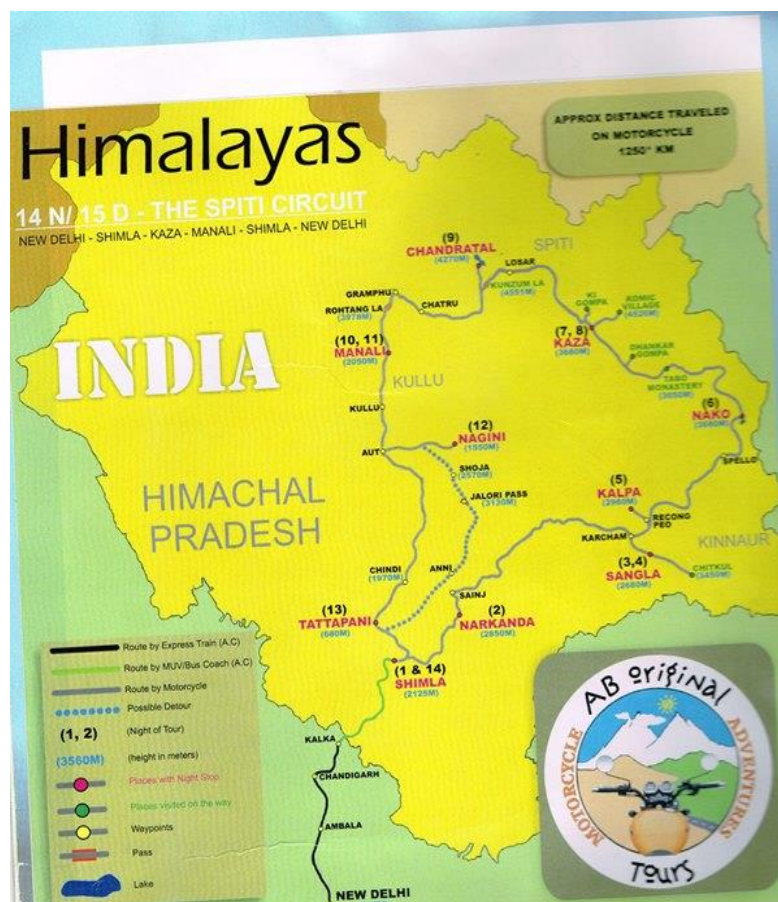 Himalayas
14 N/ 15 D - THE SPITI CIRCUIT
NEW DELHI - SHIMLA - KAZA - MANALI - SHIMLA - NEW DELHI
APPROX DISTANCE TRAVELED
ON MOTORCYCLE
1250* KM
(9)
CHANDRATAL
(4270M)
SPITI
LOSAR
KUNZUM LA
(4551M)
GRAMPHU
ROHTANG LA
(3978M)
CHATRU
KI
GOMPA
KOMIC
VILLAGE
(4520M)
(7, 8)
KAZA
(3660M)
DHANKAR
GOMPA
TABO
MONASTERY
(3050M)
(10, 11)
MANALI
(2050M)
INDIA
KULLU
KULLU
(6)
NAKO
(3660M)
(12)
NAGINI
(1550M)
AUT
SHOJA
(2570M)
SPELLO
JALORI PASS
(3130M)
(5)
KALPA
(2960M)
RECONG
PEO
HIMACHAL
PRADESH
KARCHAM
KINNAUR
CHINDI
(1970M)
ANNI
(3,4)
SANGLA
(2680M)
CHITKUL
(3450M)
SAINJ
(13)
TATTAPANI
(680M)
(2)
NARKANDA
(2850M)
(1 & 14)
SHIMLA
(2125M)
Route by Express Train (A.C)
Route by MUV/Bus Coach (A.C)
Route by Motorcycle
Possible Detour
(1, 2) (Night of Tour)
(3560M) (height in meters)
Places with Night Stop
Places visited on the way
Waypoints
Pass
Lake
KALKA
CHANDIGARH
AMBALA
NEW DELHI
AB Original
MOTORCYCLE
ADVENTURES
Tours